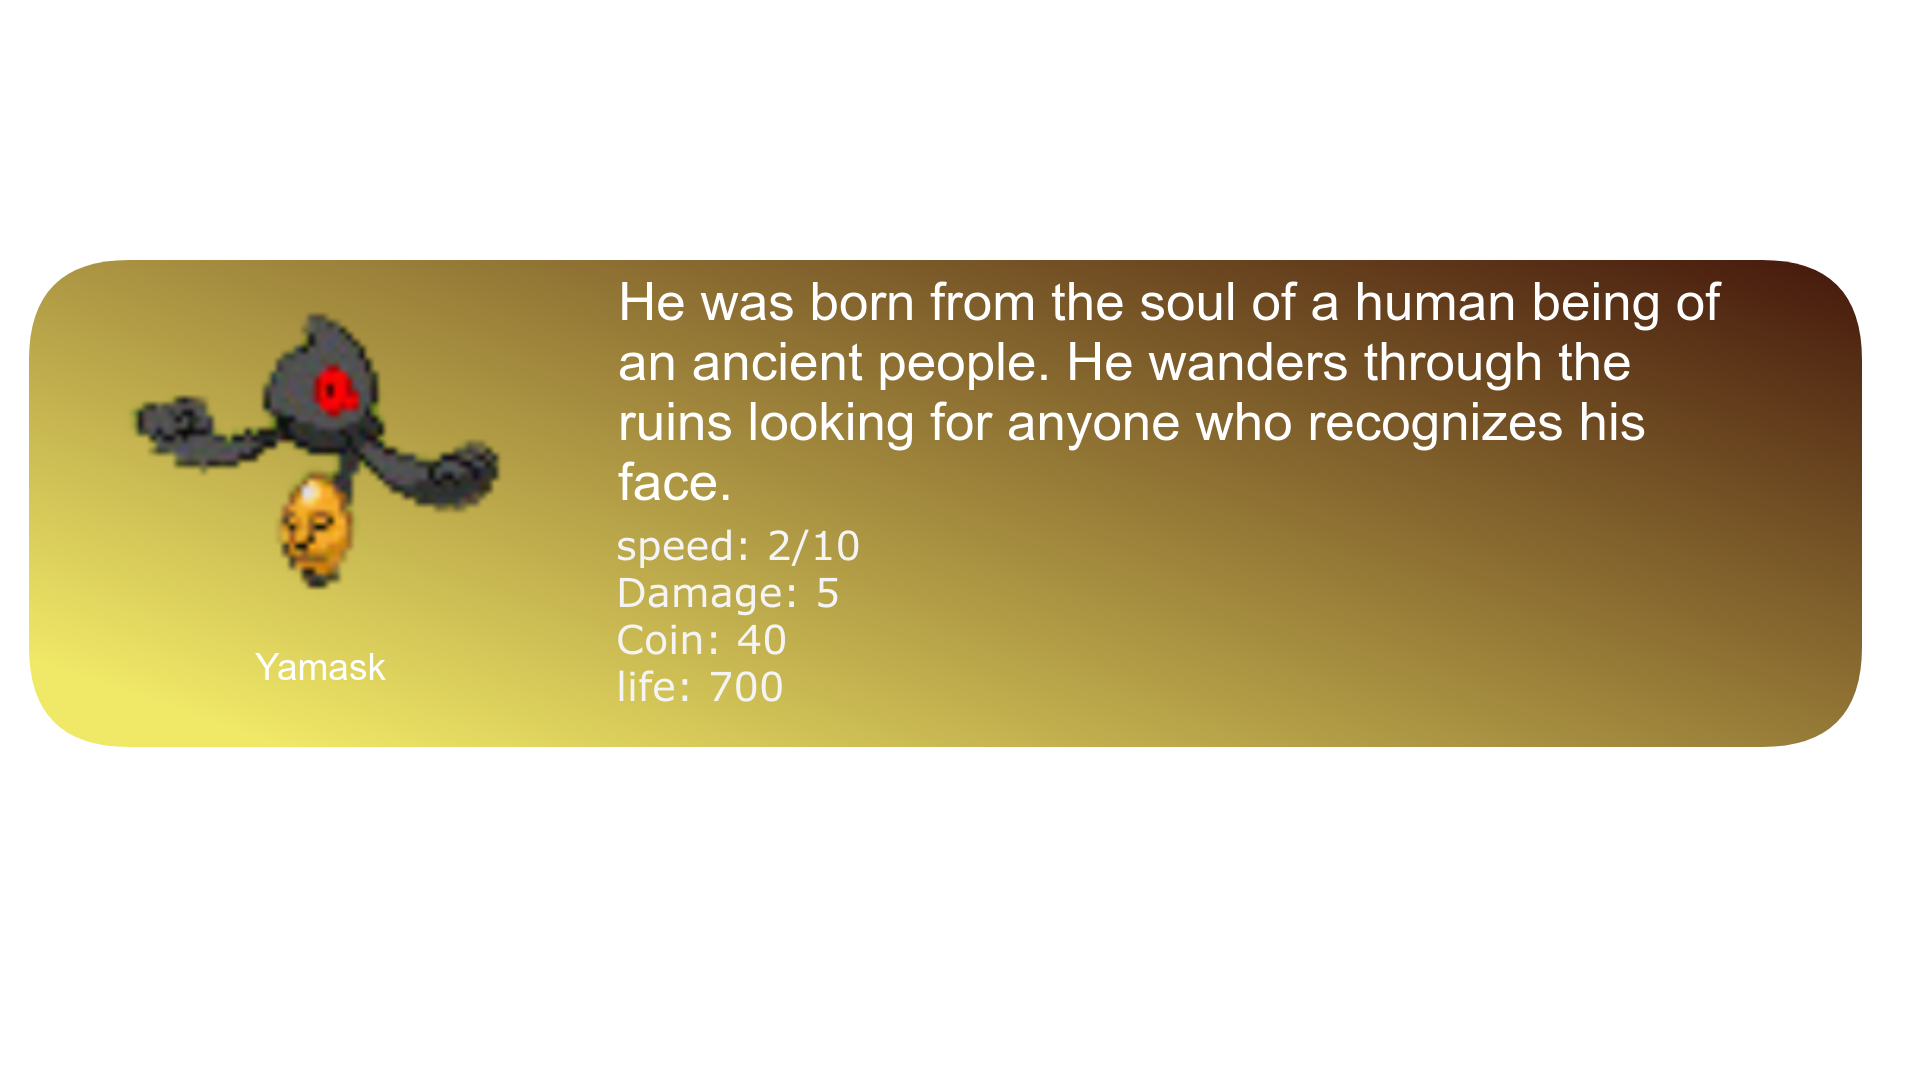 He was born from the soul of a human being of
an ancient people. He wanders through the
ruins looking for anyone who recognizes his
face.
speed: 2/10
Damage: 5
Coin: 40
life: 700
Yamask